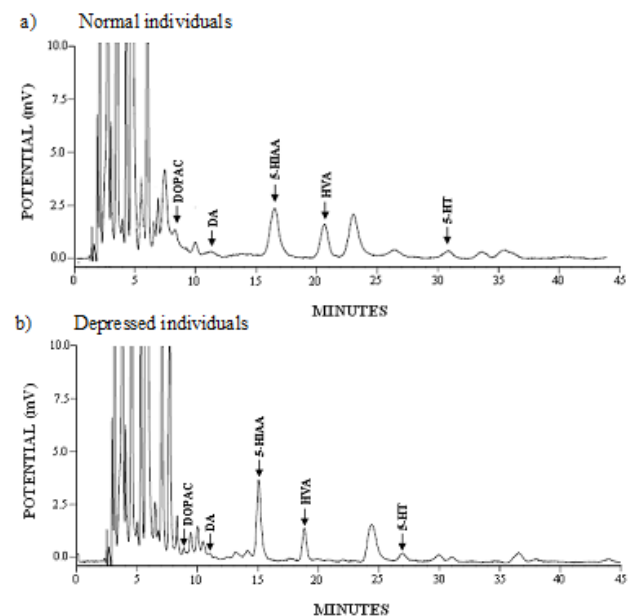 a) Normal individuals
10.0
7.5
5.0
2.5
0.0
POTENTIAL (mV)
DOPAC
DA
5-HIAA
HVA
5-HT
0 5 10 15 20 25 30 35 40 45
MINUTES
b) Depressed individuals
10.0
7.5
5.0
2.5
0.0
POTENTIAL (mV)
DOPAC
DA
5-HIAA
HVA
5-HT
0 5 10 15 20 25 30 35 40 45
MINUTES